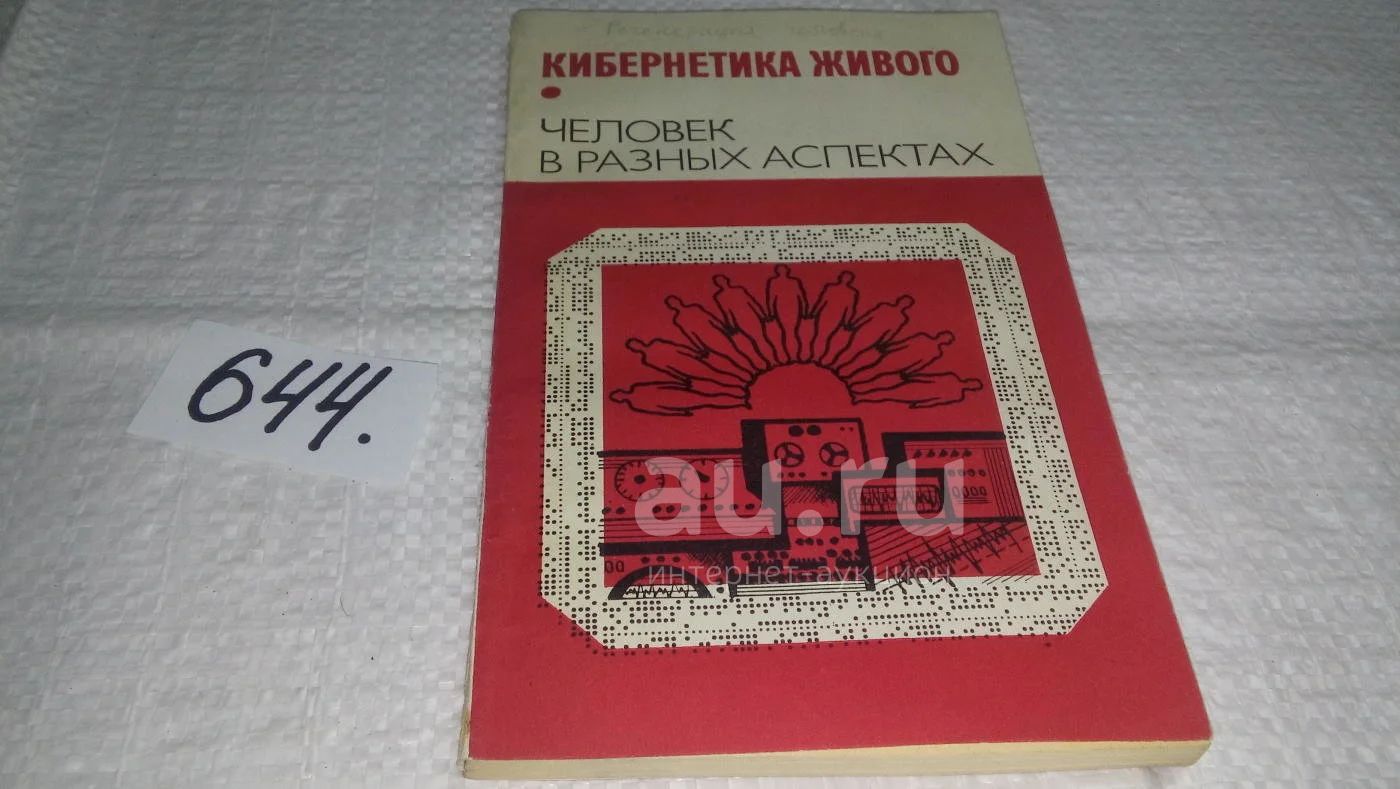 КИБЕРНЕТИКА ЖИВОГО
ЧЕЛОВЕК
В РАЗНЫХ АСПЕКТАХ
644.
au.ru
интернет-аукцион